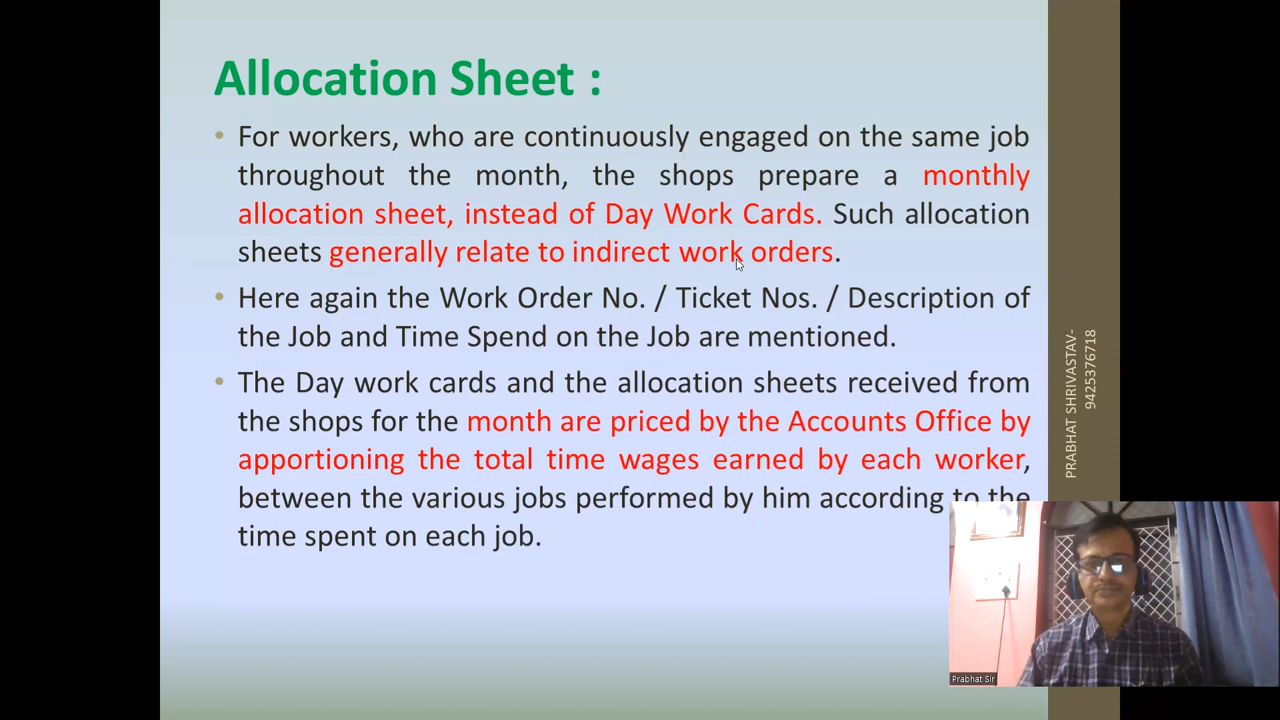 Allocation Sheet :
• For workers, who are continuously engaged on the same job
throughout the month, the shops prepare a monthly
allocation sheet, instead of Day Work Cards. Such allocation
sheets generally relate to indirect work orders.
• Here again the Work Order No. / Ticket Nos. / Description of
the Job and Time Spend on the Job are mentioned.
• The Day work cards and the allocation sheets received from
the shops for the month are priced by the Accounts Office by
apportioning the total time wages earned by each worker,
between the various jobs performed by him according to the
time spent on each job.
PRABHAT SHRIVASTAV-
9425376718
Prabhat Sir